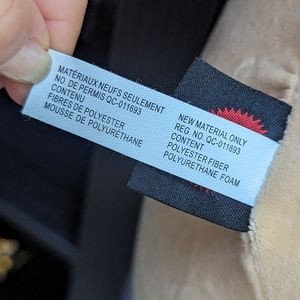 MATÉRIAUX NEUFS SEULEMENT
NO. DE PERMIS QC-011693
CONTENU
FIBRES DE POLYESTER
MOUSSE DE POLYURÉTHANE
NEW MATERIAL ONLY
REG. NO. QC-011693
CONTENT
POLYESTER FIBER
POLYURETHANE FOAM